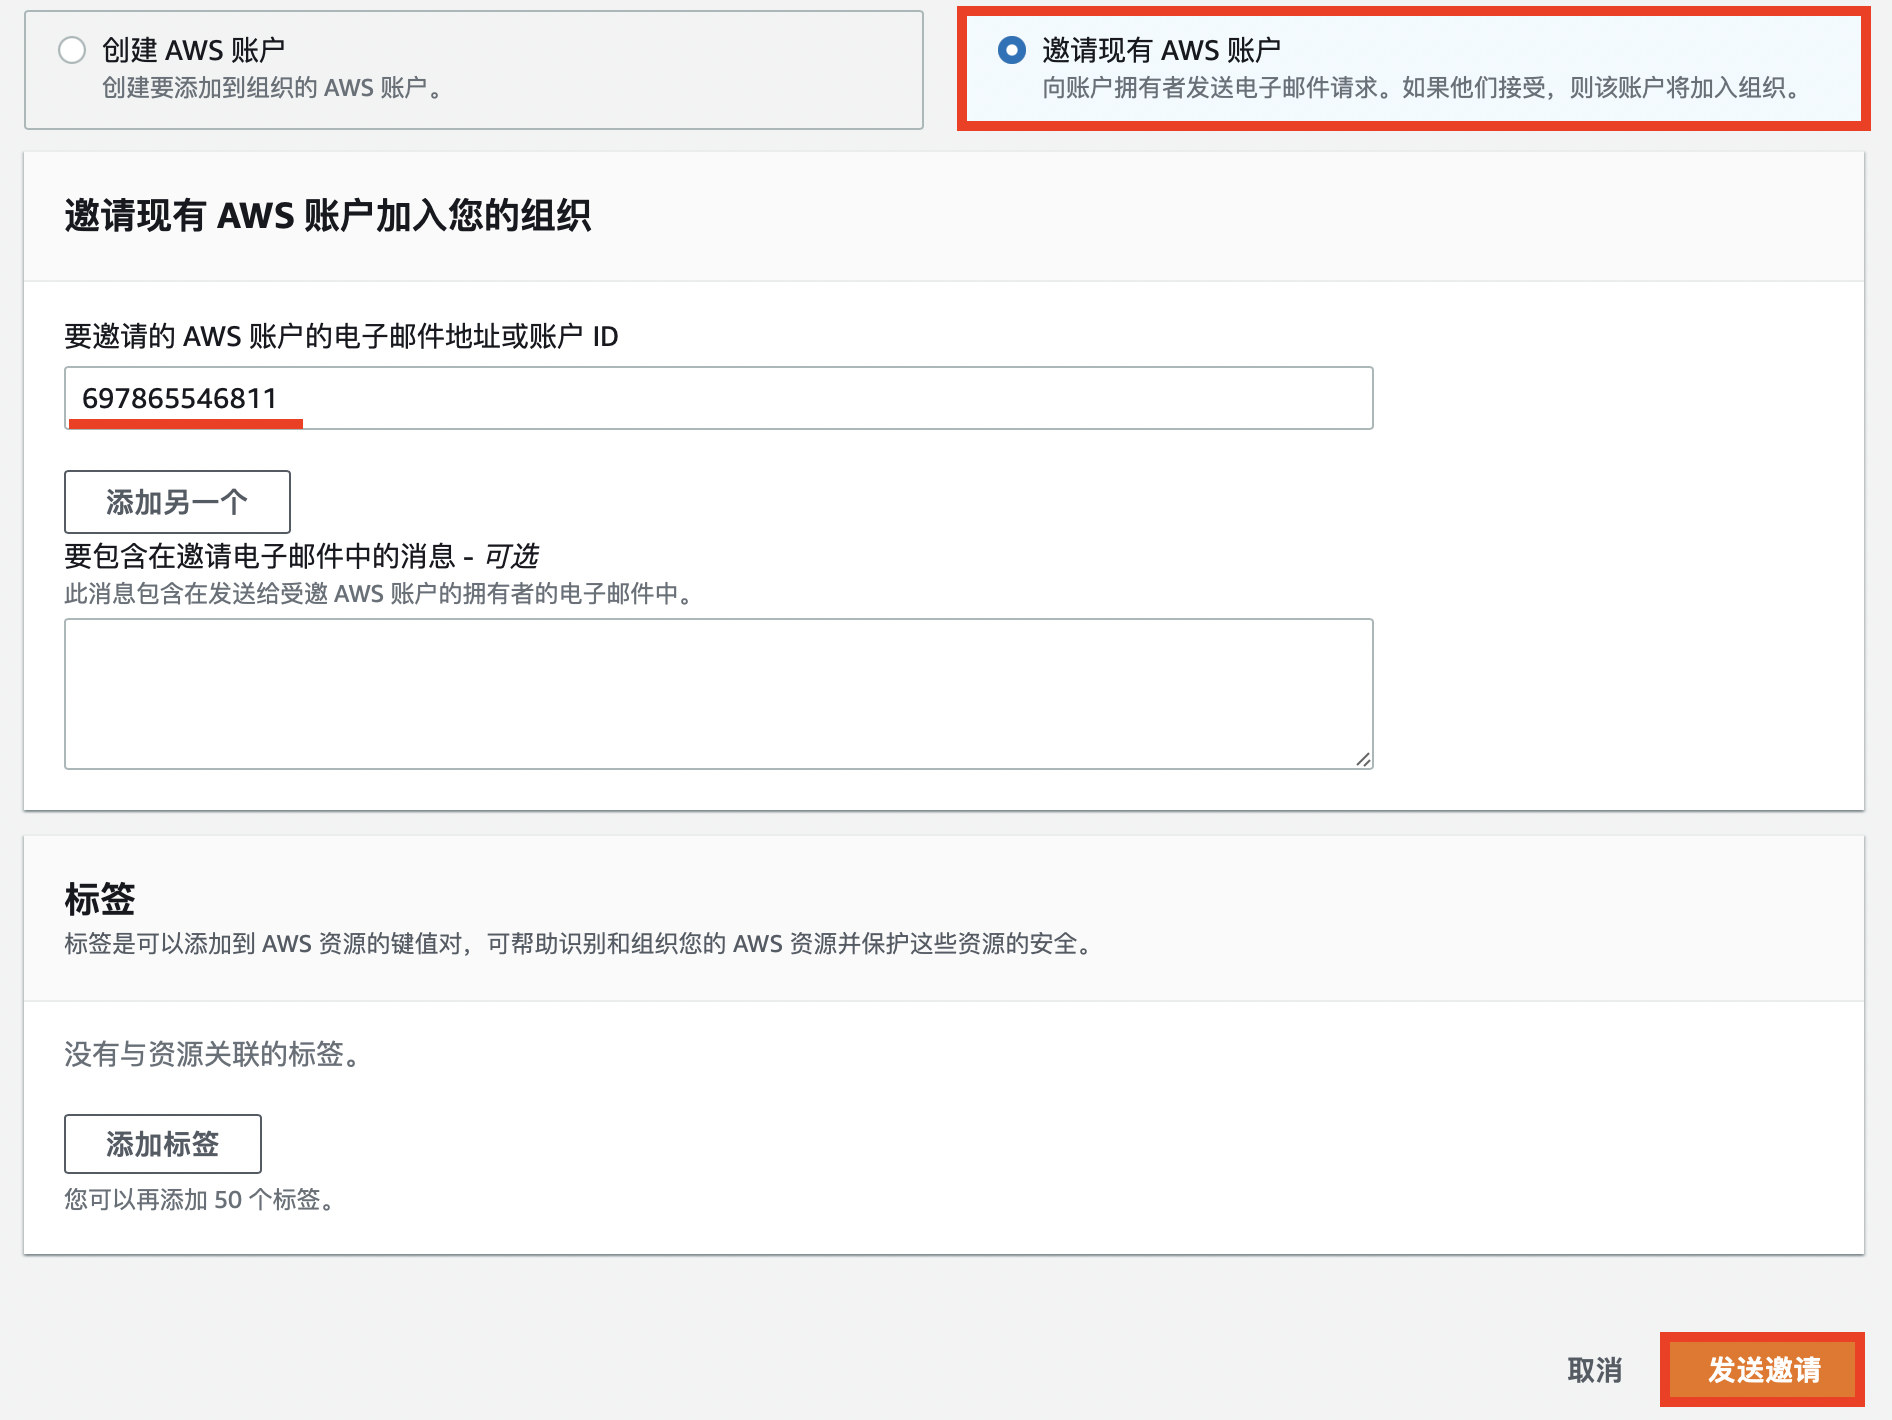 创建 AWS 账户
创建要添加到组织的 AWS 账户。
邀请现有 AWS 账户
向账户拥有者发送电子邮件请求。如果他们接受，则该账户将加入组织。
邀请现有 AWS 账户加入您的组织
要邀请的 AWS 账户的电子邮件地址或账户 ID
697865546811
添加另一个
要包含在邀请电子邮件中的消息 - 可选
此消息包含在发送给受邀 AWS 账户的拥有者的电子邮件中。
标签
标签是可以添加到 AWS 资源的键值对，可帮助识别和组织您的 AWS 资源并保护这些资源的安全。
没有与资源关联的标签。
添加标签
您可以再添加 50 个标签。
取消
发送邀请